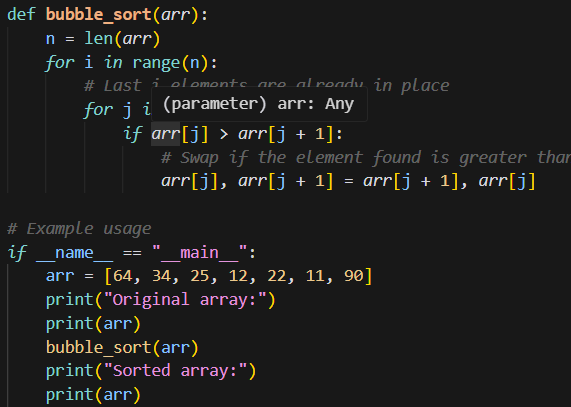 def bubble_sort(arr):
    n = len(arr)
    for i in range(n):
        # Last i elements are already in place
(parameter) arr: Any
        for j i
            if arr[j] > arr[j + 1]:
                # Swap if the element found is greater than
                arr[j], arr[j + 1] = arr[j + 1], arr[j]
# Example usage
if __name__ == "__main__":
    arr = [64, 34, 25, 12, 22, 11, 90]
    print("Original array:")
    print(arr)
    bubble_sort(arr)
    print("Sorted array:")
    print(arr)